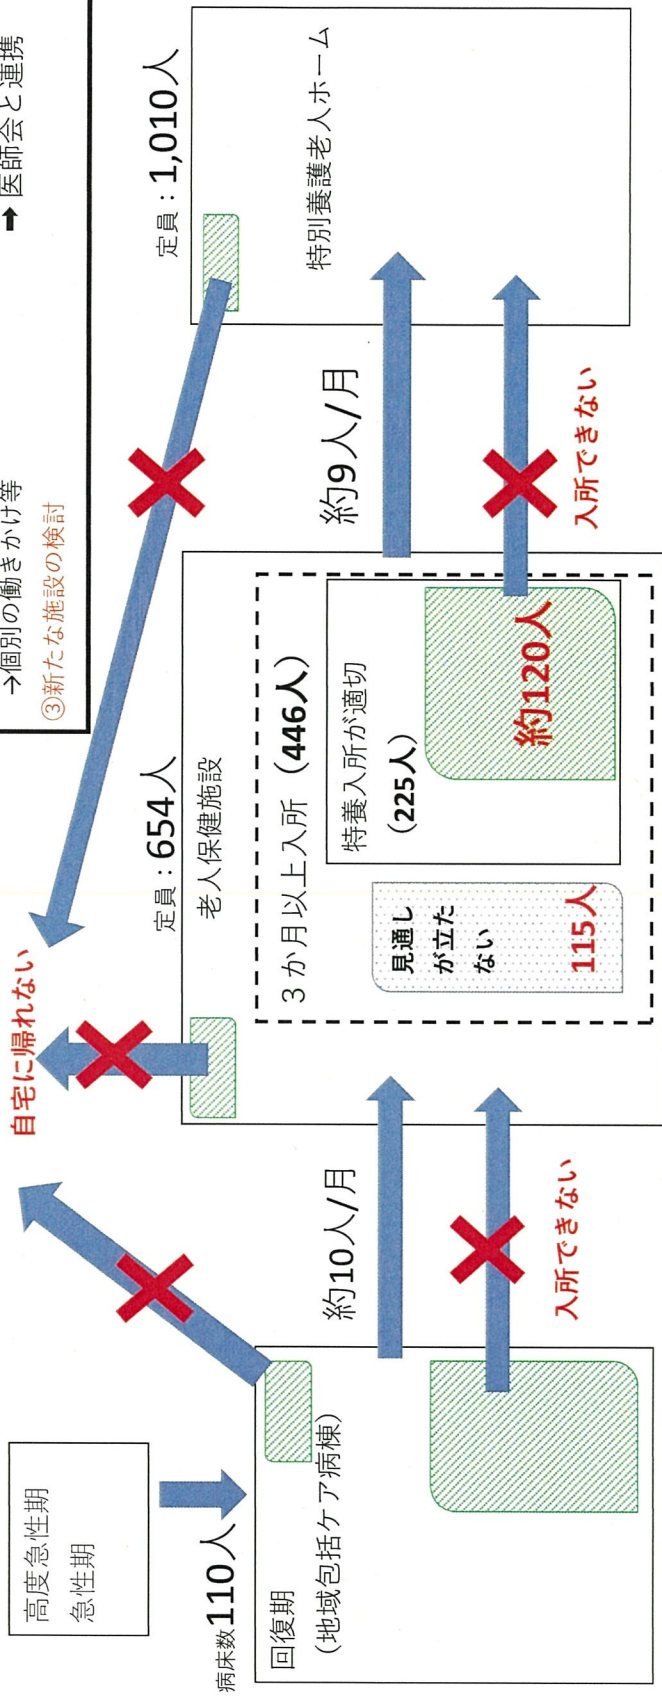 ➡医師会と連携
→個別の働きかけ等
③新たな施設の検討
自宅に帰れない
高度急性期
急性期
病床数110人
回復期
(地域包括ケア病棟)
約10人/月
入所できない
定員：654人
老人保健施設
３か月以上入所（446人）
見通し
が立た
ない
115人
特養入所が適切
（225人）
約120人
約9人/月
入所できない
定員：1,010人
特別養護老人ホーム